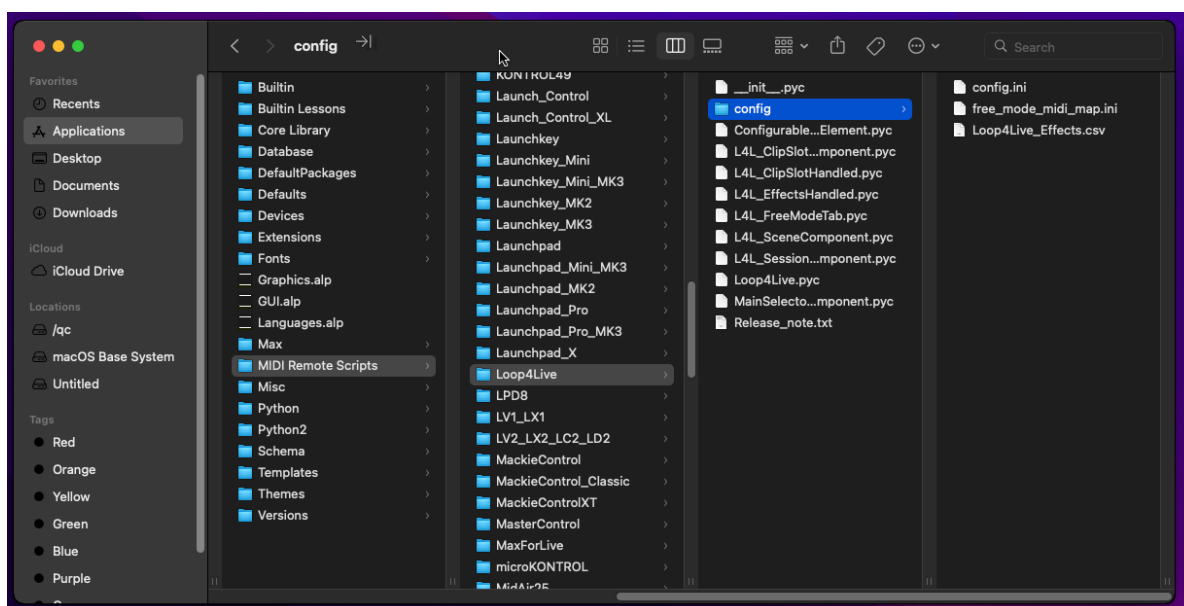 config
Search
Favorites
Recents
Applications
Desktop
Documents
Downloads
iCloud
iCloud Drive
Locations
/qc
macOS Base System
Untitled
Tags
Red
Orange
Yellow
Green
Blue
Purple
Builtin
Builtin Lessons
Core Library
Database
DefaultPackages
Defaults
Devices
Extensions
Fonts
Graphics.alp
GUI.alp
Languages.alp
Max
MIDI Remote Scripts
Misc
Python
Python2
Schema
Templates
Themes
Versions
KONTROL49
Launch_Control
Launch_Control_XL
Launchkey
Launchkey_Mini
Launchkey_Mini_MK3
Launchkey_MK2
Launchkey_MK3
Launchpad
Launchpad_Mini_MK3
Launchpad_MK2
Launchpad_Pro
Launchpad_Pro_MK3
Launchpad_X
Loop4Live
LPD8
LV1_LX1
LV2_LX2_LC2_LD2
MackieControl
MackieControl_Classic
MackieControlXT
MasterControl
MaxForLive
microKONTROL
MidAir25
__init__.pyc
config
Configurable...Element.pyc
L4L_ClipSlot...mponent.pyc
L4L_ClipSlotHandled.pyc
L4L_EffectsHandled.pyc
L4L_FreeModeTab.pyc
L4L_SceneComponent.pyc
L4L_Session...mponent.pyc
Loop4Live.pyc
MainSelecto...mponent.pyc
Release_note.txt
config.ini
free_mode_midi_map.ini
Loop4Live_Effects.csv